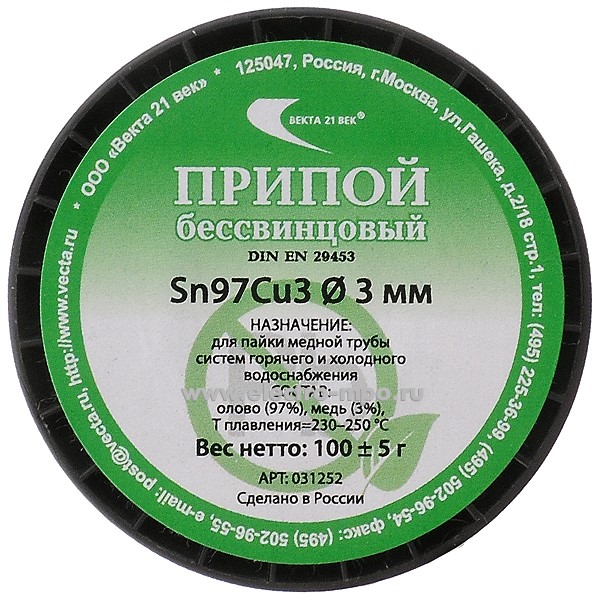 ООО «Векта 21 век» * 125047, Россия, г.Москва, ул.Гашека, д.2/18 стр.1, тел: (495) 225-36-99, (495) 502-96-54, факс: (495) 502-96-55, e-mail: post@vecta.ru, http://www.vecta.ru *
ВЕКТА 21 ВЕК®
ПРИПОЙ
бессвинцовый
DIN EN 29453
Sn97Cu3 Ø 3 мм
НАЗНАЧЕНИЕ:
для пайки медной трубы
систем горячего и холодного
водоснабжения
СОСТАВ:
олово (97%), медь (3%),
Т плавления=230–250 °С
Вес нетто: 100 ± 5 г
АРТ: 031252
Сделано в России